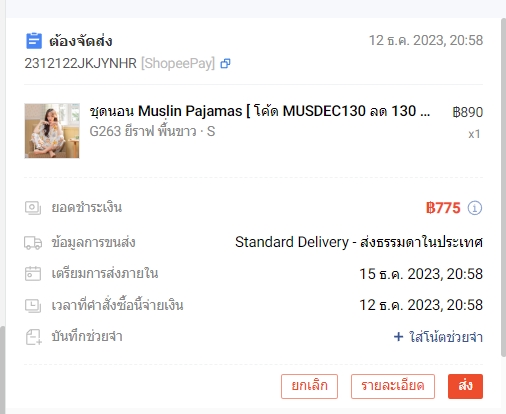 ต้องจัดส่ง
12 ธ.ค. 2023, 20:58
2312122JKJYNHR [ShopeePay]
ชุดนอน Muslin Pajamas [ โค้ด MUSDEC130 ลด 130 ...
฿890
G263 ยีราฟ พื้นขาว · S
x1
ยอดชำระเงิน
฿775
ข้อมูลการขนส่ง
Standard Delivery - ส่งธรรมดาในประเทศ
เตรียมการส่งภายใน
15 ธ.ค. 2023, 20:58
เวลาที่คำสั่งซื้อนี้จ่ายเงิน
12 ธ.ค. 2023, 20:58
บันทึกช่วยจำ
+ ใส่โน้ตช่วยจำ
ยกเลิก
รายละเอียด
ส่ง